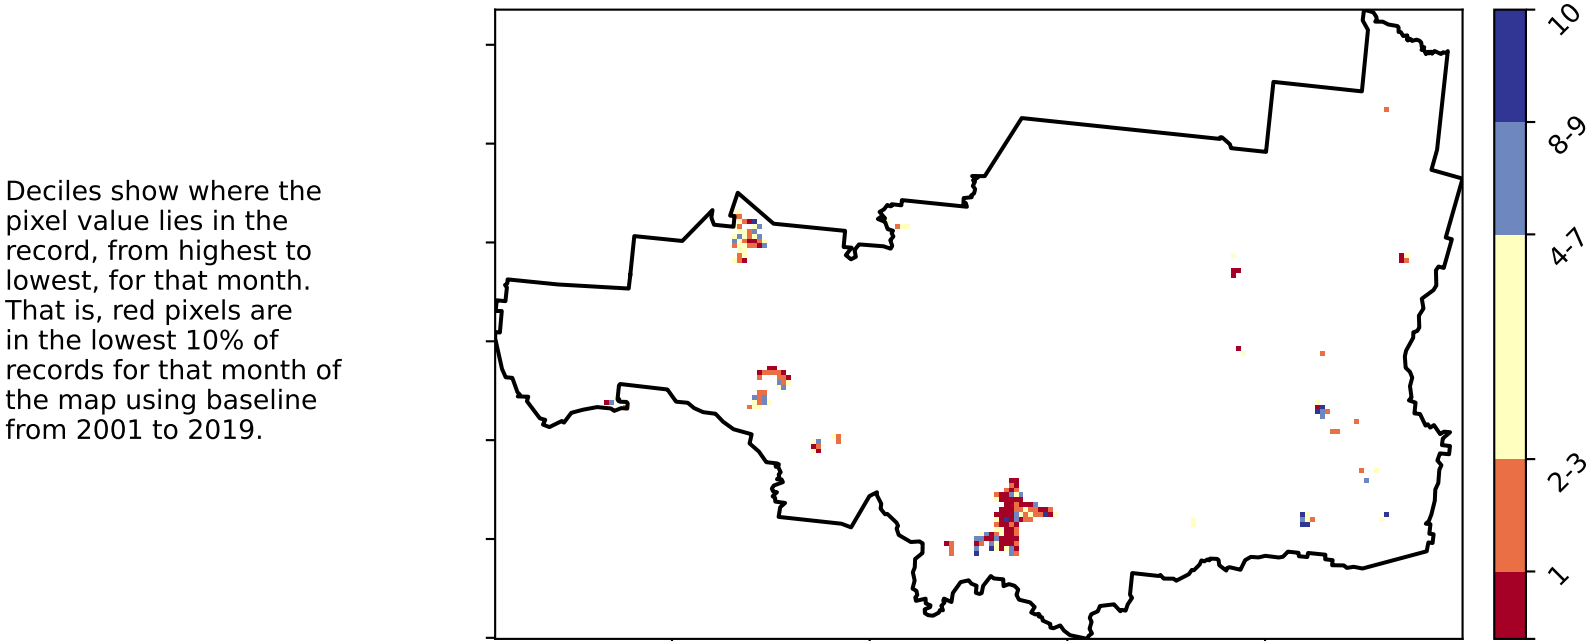 Deciles show where the
pixel value lies in the
record, from highest to
lowest, for that month.
That is, red pixels are
in the lowest 10% of
records for that month of
the map using baseline
from 2001 to 2019.
10
8-9
4-7
2-3
1